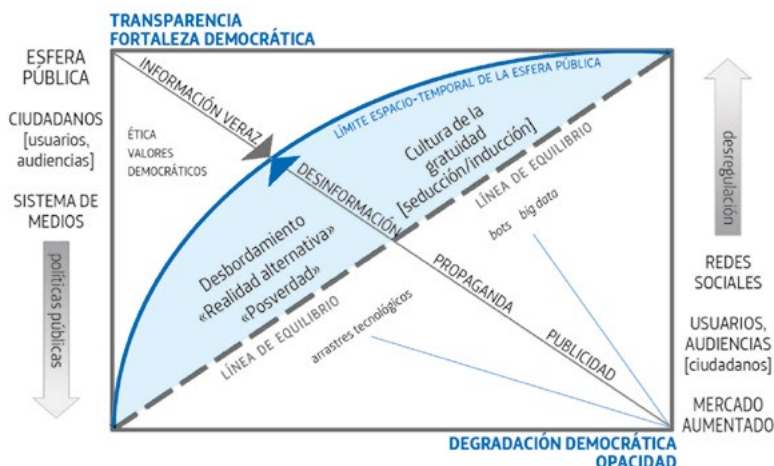 TRANSPARENCIA
FORTALEZA DEMOCRÁTICA
ESFERA
PÚBLICA
CIUDADANOS
[usuarios,
audiencias]
SISTEMA DE
MEDIOS
políticas públicas
INFORMACIÓN VERAZ
ÉTICA
VALORES
DEMOCRÁTICOS
LÍMITE ESPACIO-TEMPORAL DE LA ESFERA PÚBLICA
Cultura de la
gratuidad
[seducción/inducción]
DESINFORMACIÓN
LÍNEA DE EQUILIBRIO
bots big data
Desbordamiento
«Realidad alternativa»
«Posverdad»
LÍNEA DE EQUILIBRIO
arrastres tecnológicos
PROPAGANDA
PUBLICIDAD
desregulación
REDES
SOCIALES
USUARIOS,
AUDIENCIAS
[ciudadanos]
MERCADO
AUMENTADO
DEGRADACIÓN DEMOCRÁTICA
OPACIDAD